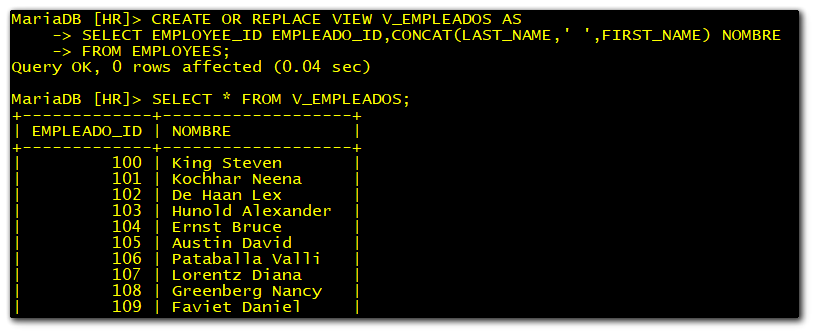 MariaDB [HR]> CREATE OR REPLACE VIEW V_EMPLEADOS AS
    -> SELECT EMPLOYEE_ID EMPLEADO_ID,CONCAT(LAST_NAME,' ',FIRST_NAME) NOMBRE
    -> FROM EMPLOYEES;
Query OK, 0 rows affected (0.04 sec)

MariaDB [HR]> SELECT * FROM V_EMPLEADOS;
+-------------+-------------------+
| EMPLEADO_ID | NOMBRE            |
+-------------+-------------------+
|         100 | King Steven       |
|         101 | Kochhar Neena     |
|         102 | De Haan Lex       |
|         103 | Hunold Alexander  |
|         104 | Ernst Bruce       |
|         105 | Austin David      |
|         106 | Pataballa Valli   |
|         107 | Lorentz Diana     |
|         108 | Greenberg Nancy   |
|         109 | Faviet Daniel     |